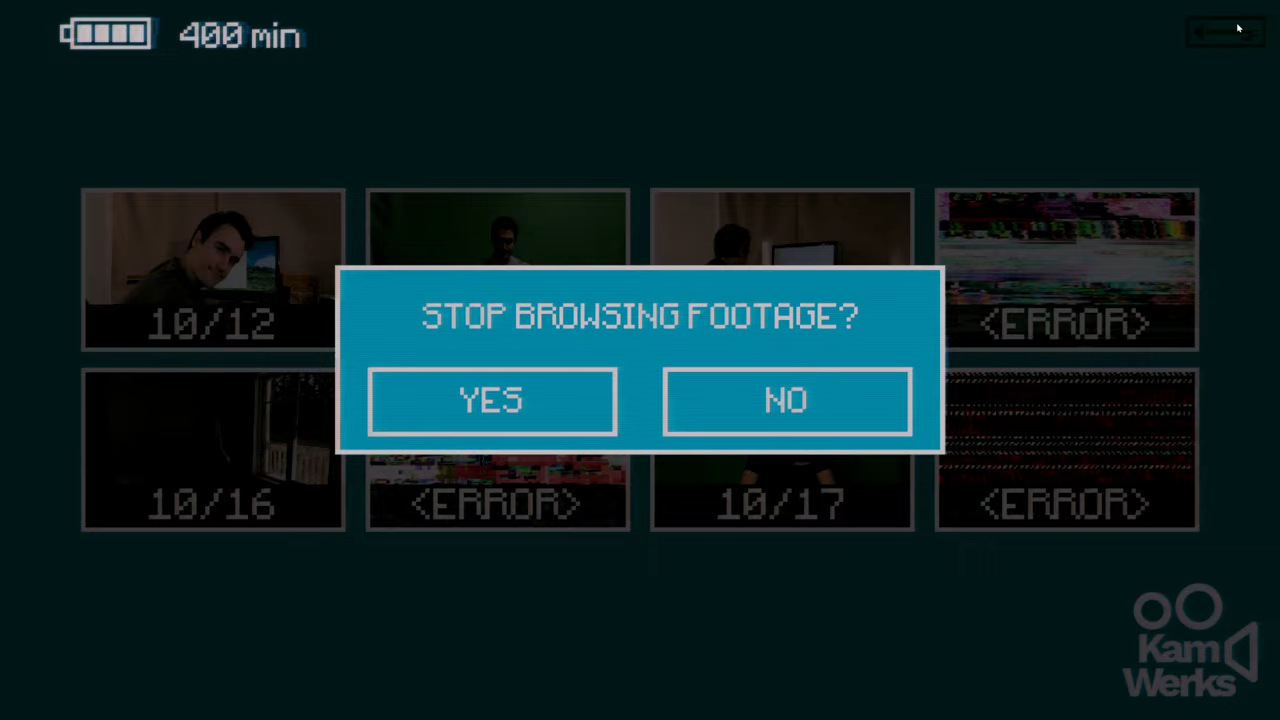 400 min
10/12
<ERROR>
STOP BROWSING FOOTAGE?
YES
NO
10/16
<ERROR>
10/17
<ERROR>
Kam
Werks